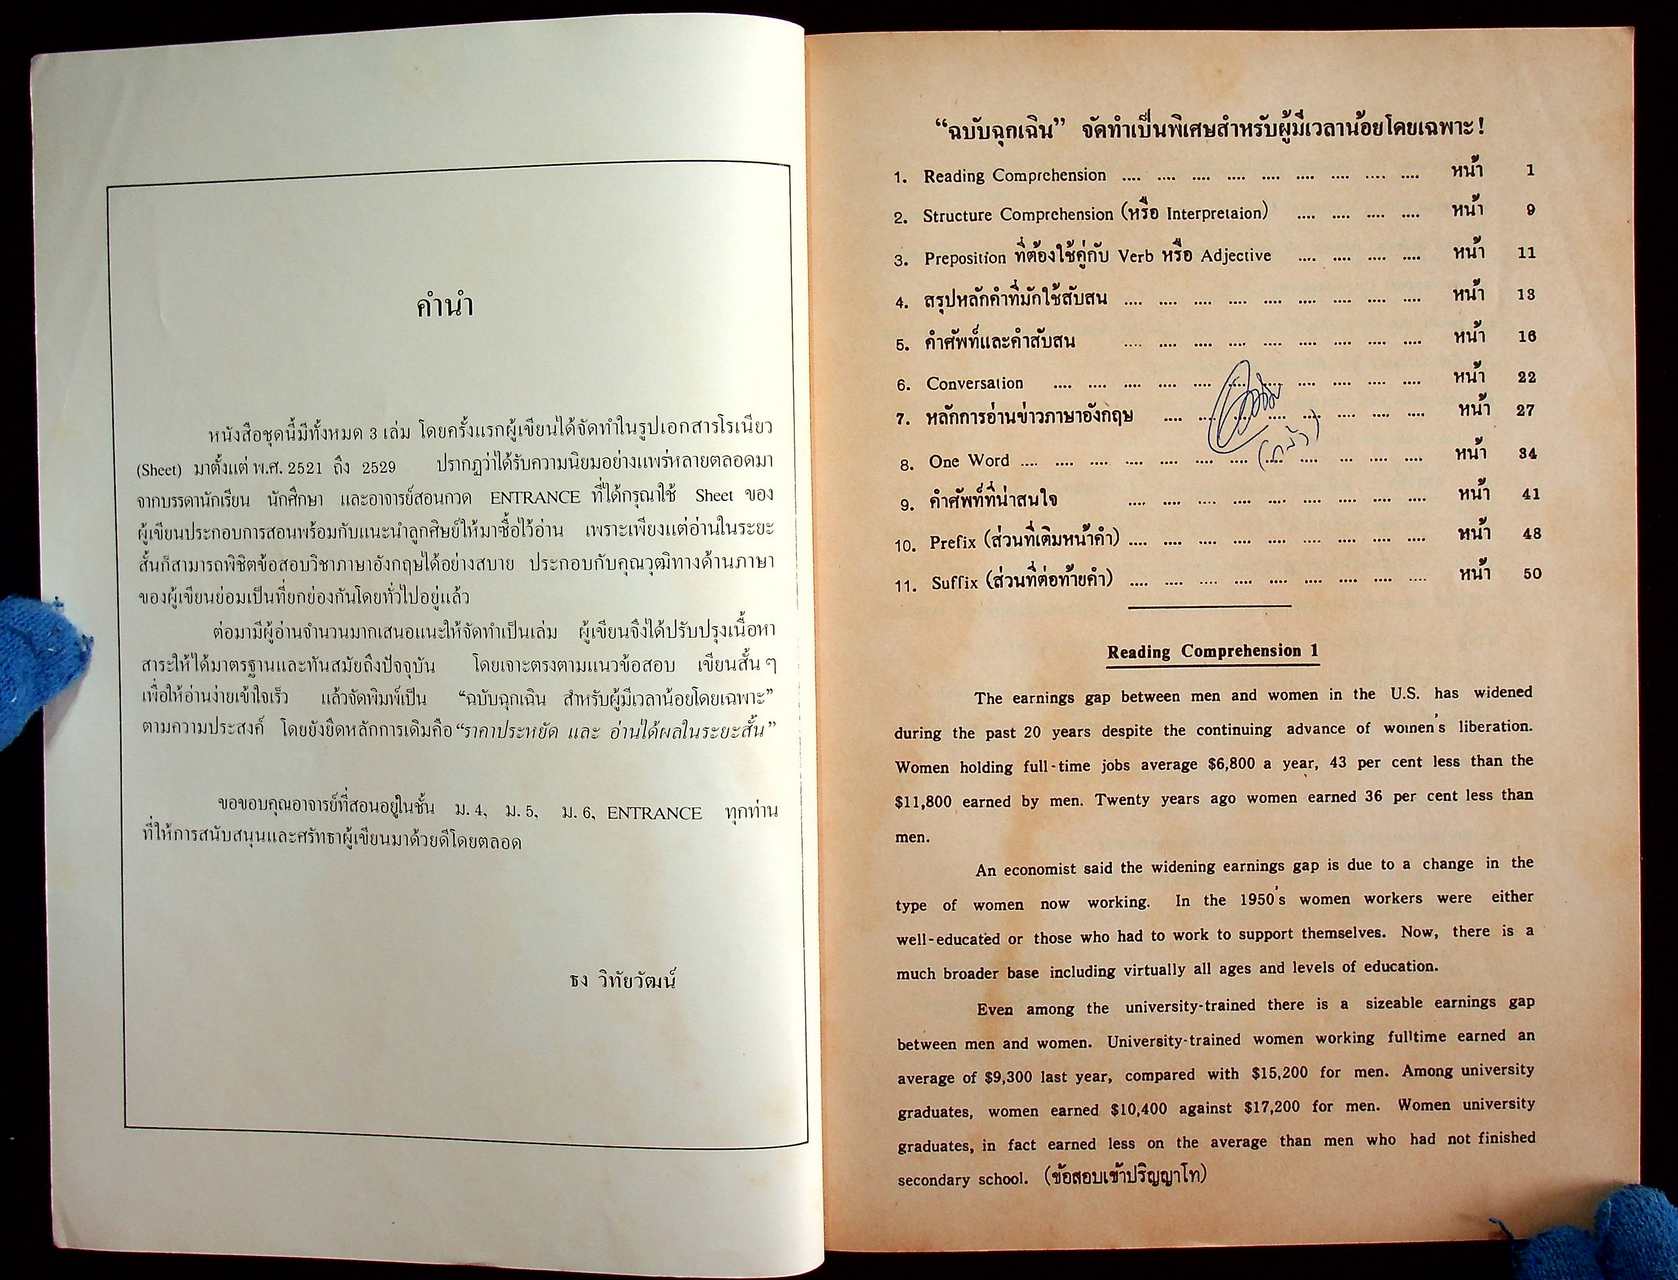 คำนำ
หนังสือชุดนี้มีทั้งหมด 3 เล่ม โดยครั้งแรกผู้เขียนได้จัดทำในรูปเอกสารโรเนียว
(Sheet) มาตั้งแต่ พ.ศ. 2521 ถึง 2529 ปรากฏว่าได้รับความนิยมอย่างแพร่หลายตลอดมา
จากบรรดานักเรียน นักศึกษา และอาจารย์สอนกวด ENTRANCE ที่ได้กรุณาใช้ Sheet ของ
ผู้เขียนประกอบการสอนพร้อมกับแนะนำลูกศิษย์ให้มาซื้อไว้อ่าน เพราะเพียงแต่อ่านในระยะ
สั้นก็สามารถพิชิตข้อสอบวิชาภาษาอังกฤษได้อย่างสบาย ประกอบกับคุณวุฒิทางด้านภาษา
ของผู้เขียนย่อมเป็นที่ยกย่องกันโดยทั่วไปอยู่แล้ว
ต่อมามีผู้อ่านจำนวนมากเสนอแนะให้จัดทำเป็นเล่ม ผู้เขียนจึงได้ปรับปรุงเนื้อหา
สาระให้ได้มาตรฐานและทันสมัยถึงปัจจุบัน โดยเจาะตรงตามแนวข้อสอบ เขียนสั้น ๆ
เพื่อให้อ่านง่ายเข้าใจเร็ว แล้วจัดพิมพ์เป็น “ฉบับฉุกเฉิน สำหรับผู้มีเวลาน้อยโดยเฉพาะ”
ตามความประสงค์ โดยยังยึดหลักการเดิมคือ “ราคาประหยัด และ อ่านได้ผลในระยะสั้น”
ขอขอบคุณอาจารย์ที่สอนอยู่ในชั้น ม. 4, ม. 5, ม. 6, ENTRANCE ทุกท่าน
ที่ให้การสนับสนุนและศรัทธาผู้เขียนมาด้วยดีโดยตลอด
ธง วิทัยวัฒน์
“ฉบับฉุกเฉิน” จัดทำเป็นพิเศษสำหรับผู้มีเวลาน้อยโดยเฉพาะ!
1. Reading Comprehension .... .... .... .... .... .... .... .... .... หน้า 1
2. Structure Comprehension (หรือ Interpretaion) .... .... .... .... หน้า 9
3. Preposition ที่ต้องใช้คู่กับ Verb หรือ Adjective .... .... .... .... หน้า 11
4. สรุปหลักคำที่มักใช้สับสน .... .... .... .... .... .... .... .... .... หน้า 13
5. คำศัพท์และคำสับสน .... .... .... .... .... .... .... .... .... หน้า 16
6. Conversation .... .... .... .... .... .... .... .... .... .... .... หน้า 22
7. หลักการอ่านข่าวภาษาอังกฤษ .... .... .... .... .... .... .... .... หน้า 27
8. One Word .... .... .... .... .... .... .... .... .... .... .... .... หน้า 34
9. คำศัพท์ที่น่าสนใจ .... .... .... .... .... .... .... .... .... หน้า 41
10. Prefix (ส่วนที่เติมหน้าคำ) .... .... .... .... .... .... .... .... .... หน้า 48
11. Suffix (ส่วนที่ต่อท้ายคำ) .... .... .... .... .... .... .... .... .... หน้า 50
Reading Comprehension 1
The earnings gap between men and women in the U.S. has widened
during the past 20 years despite the continuing advance of women's liberation.
Women holding full-time jobs average $6,800 a year, 43 per cent less than the
$11,800 earned by men. Twenty years ago women earned 36 per cent less than
men.
An economist said the widening earnings gap is due to a change in the
type of women now working. In the 1950's women workers were either
well-educated or those who had to work to support themselves. Now, there is a
much broader base including virtually all ages and levels of education.
Even among the university-trained there is a sizeable earnings gap
between men and women. University-trained women working fulltime earned an
average of $9,300 last year, compared with $15,200 for men. Among university
graduates, women earned $10,400 against $17,200 for men. Women university
graduates, in fact earned less on the average than men who had not finished
secondary school. (ข้อสอบเข้าปริญญาโท)